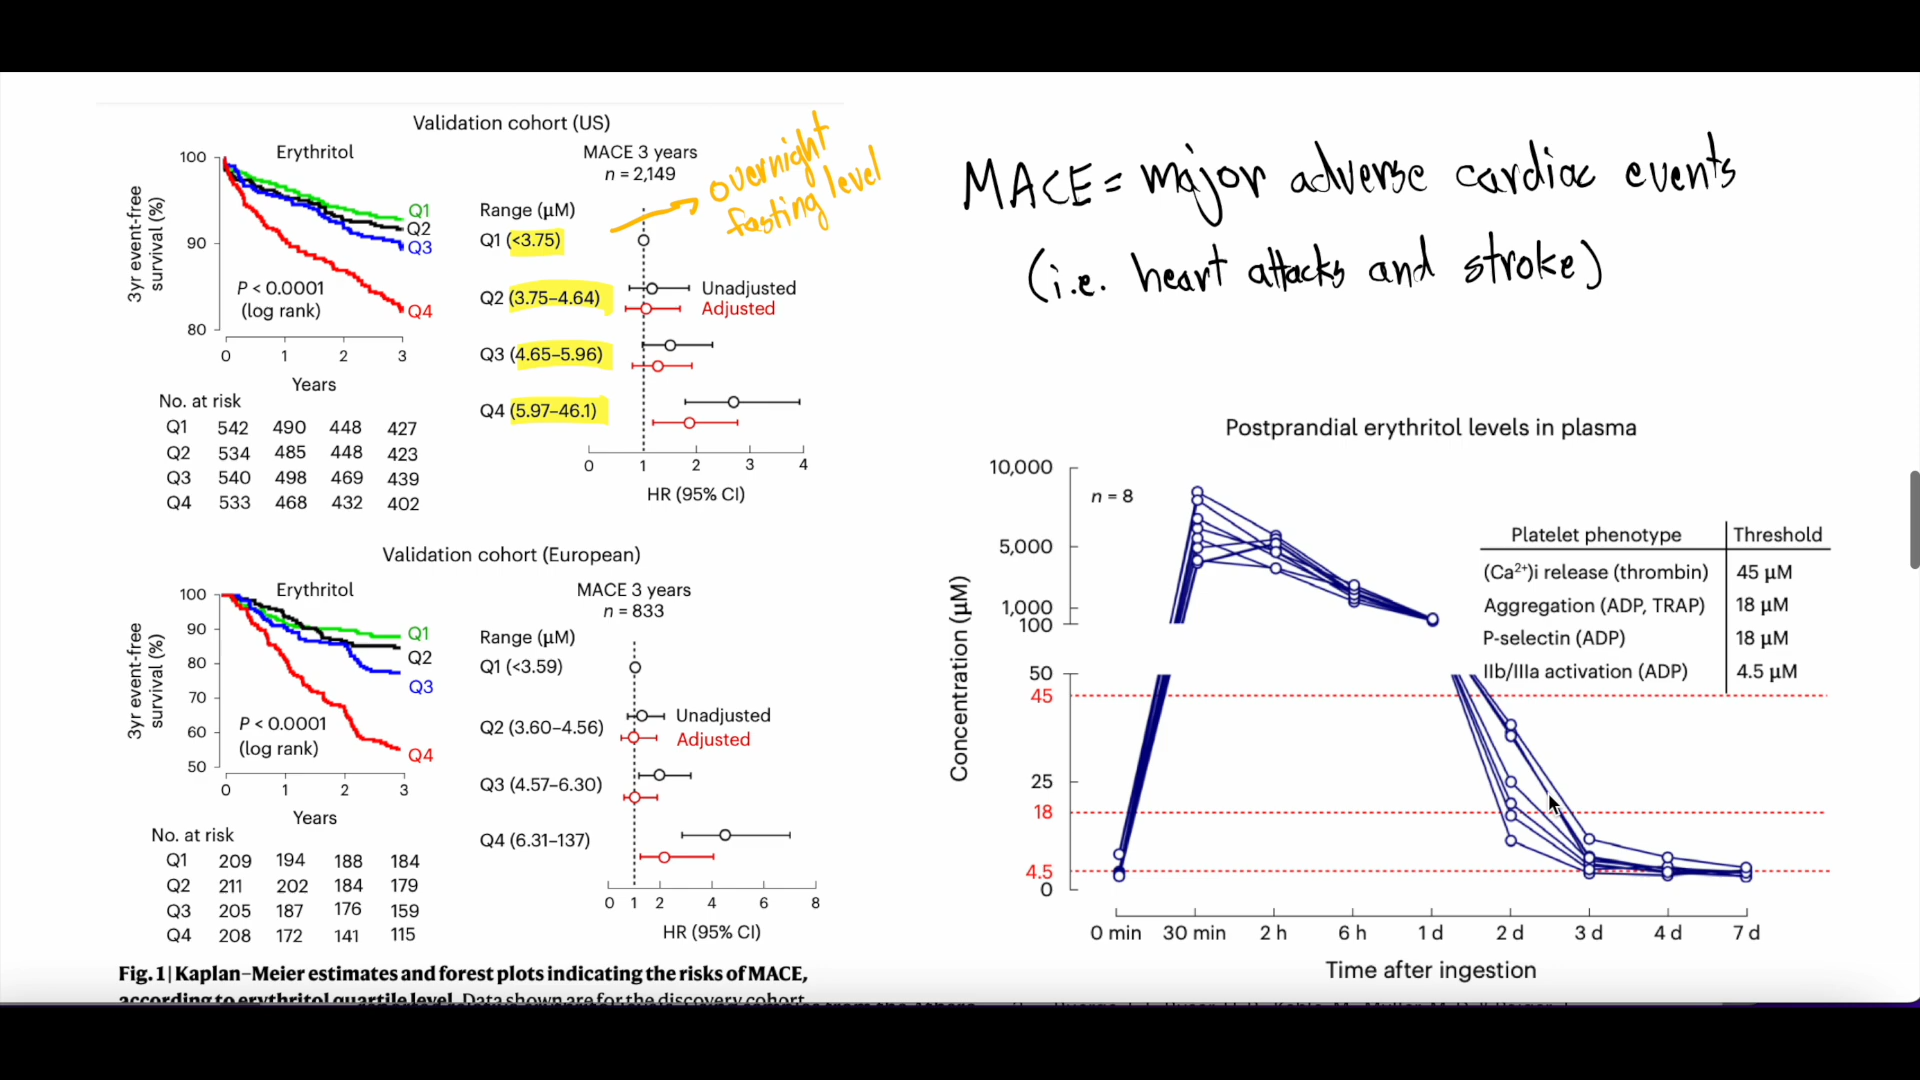 Validation cohort (US)
Erythritol
MACE 3 years
n = 2,149
overnight
fasting level
3yr event-free
survival (%)
100
90
80
Q1
Q2
Q3
Q4
P < 0.0001
(log rank)
0 1 2 3
Years
Range (μM)
Q1 (<3.75)
Q2 (3.75–4.64)
Q3 (4.65–5.96)
Q4 (5.97–46.1)
Unadjusted
Adjusted
0 1 2 3 4
HR (95% CI)
No. at risk
Q1 542 490 448 427
Q2 534 485 448 423
Q3 540 498 469 439
Q4 533 468 432 402
Validation cohort (European)
Erythritol
MACE 3 years
n = 833
3yr event-free
survival (%)
100
90
80
70
60
50
Q1
Q2
Q3
Q4
P < 0.0001
(log rank)
0 1 2 3
Years
Range (μM)
Q1 (<3.59)
Q2 (3.60–4.56)
Q3 (4.57–6.30)
Q4 (6.31–137)
Unadjusted
Adjusted
0 1 2 4 6 8
HR (95% CI)
No. at risk
Q1 209 194 188 184
Q2 211 202 184 179
Q3 205 187 176 159
Q4 208 172 141 115
Fig. 1 | Kaplan–Meier estimates and forest plots indicating the risks of MACE,
according to erythritol quartile level. Data shown are for the discovery cohort
MACE = major adverse cardiac events
(i.e. heart attacks and stroke)
Postprandial erythritol levels in plasma
n = 8
Concentration (μM)
10,000
5,000
1,000
100
50
45
25
18
4.5
0
Platelet phenotype Threshold
(Ca²⁺)i release (thrombin) 45 μM
Aggregation (ADP, TRAP) 18 μM
P-selectin (ADP) 18 μM
IIb/IIIa activation (ADP) 4.5 μM
0 min 30 min 2 h 6 h 1 d 2 d 3 d 4 d 7 d
Time after ingestion